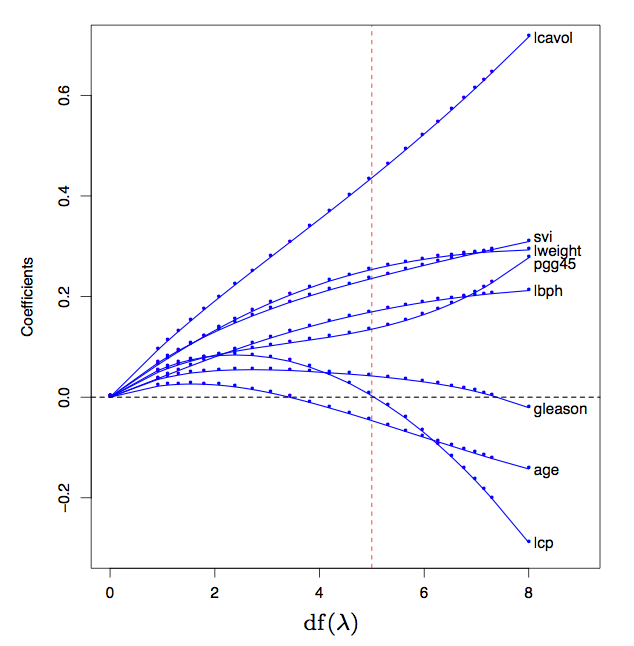 lcavol
svi
lweight
pgg45
lbph
gleason
age
lcp
Coefficients
0.6
0.4
0.2
0.0
−0.2
0 2 4 6 8
df(λ)